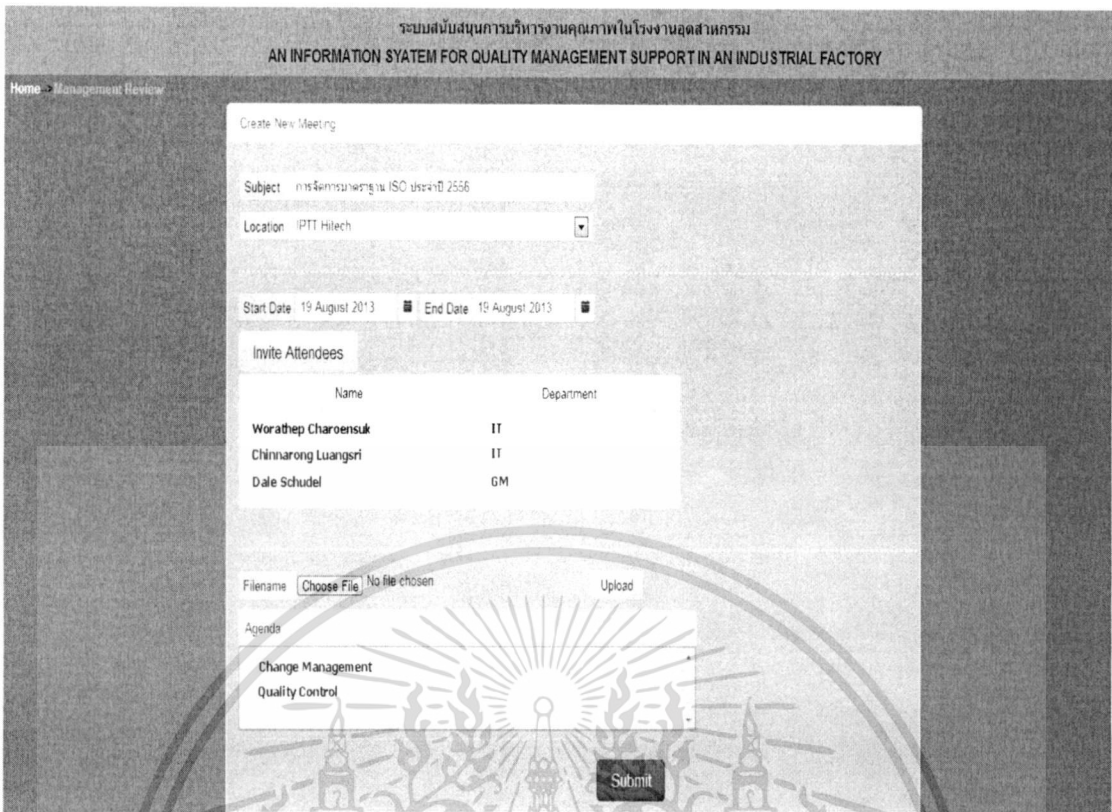 ระบบสนับสนุนการบริหารงานคุณภาพในโรงงานอุตสาหกรรม
AN INFORMATION SYATEM FOR QUALITY MANAGEMENT SUPPORT IN AN INDUSTRIAL FACTORY
Home->Management Review
Create New Meeting
Subject การจัดการมาตราฐาน ISO ประจำปี 2556
Location IPTT Hitech
Start Date 19 August 2013 End Date 19 August 2013
Invite Attendees
Name Department
Worathep Charoensuk IT
Chinnarong Luangsri IT
Dale Schudel GM
Filename Choose File No file chosen Upload
Agenda
Change Management
Quality Control
Submit